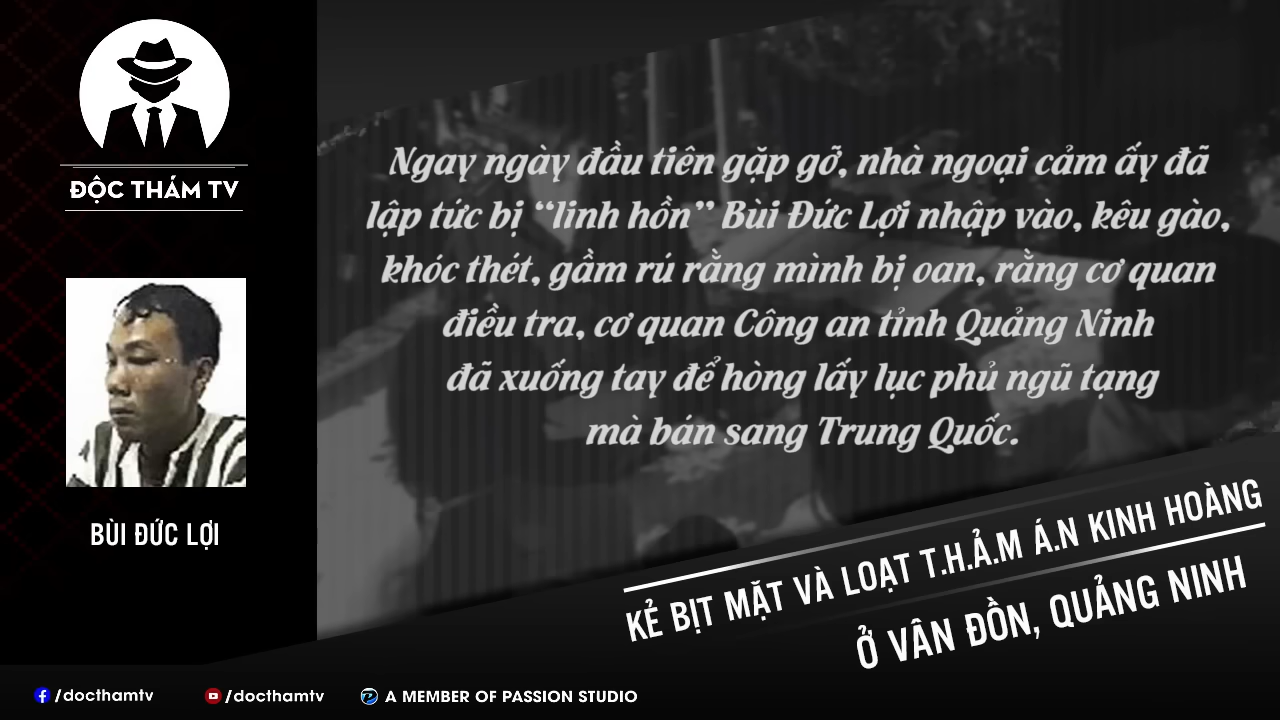 ĐỘC THÁM TV
BÙI ĐỨC LỢI
Ngay ngày đầu tiên gặp gỡ, nhà ngoại cảm ấy đã
lập tức bị “linh hồn” Bùi Đức Lợi nhập vào, kêu gào,
khóc thét, gầm rú rằng mình bị oan, rằng cơ quan
điều tra, cơ quan Công an tỉnh Quảng Ninh
đã xuống tay để hòng lấy lục phủ ngũ tạng
mà bán sang Trung Quốc.
KẺ BỊT MẶT VÀ LOẠT T.H.Ả.M Á.N KINH HOÀNG
Ở VÂN ĐỒN, QUẢNG NINH
/docthamtv
/docthamtv
A MEMBER OF PASSION STUDIO